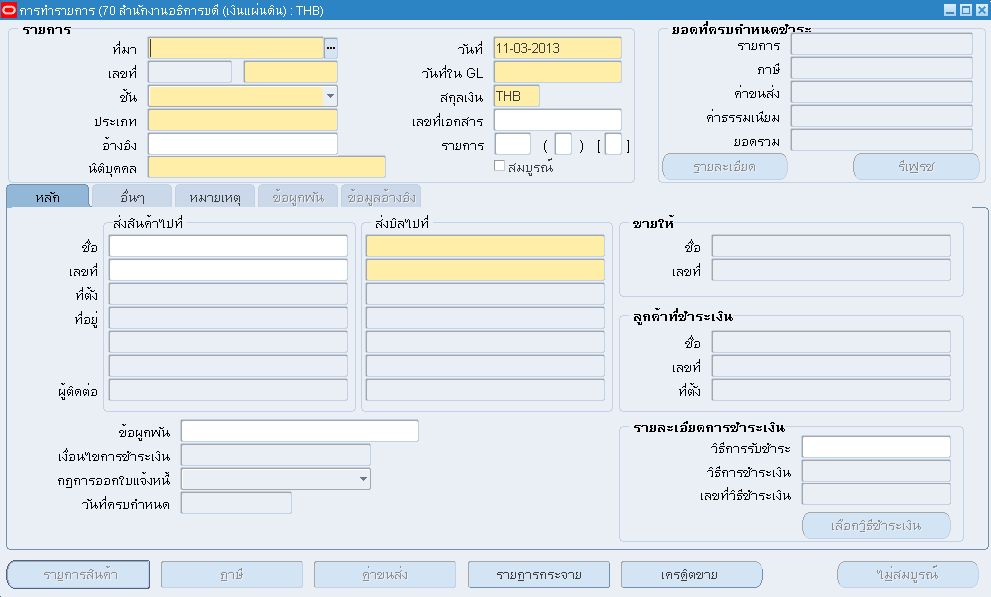 การทำรายการ (70 สำนักงานอธิการบดี (เงินแผ่นดิน) : THB)
รายการ
ที่มา
เลขที่
ชั้น
ประเภท
อ้างอิง
นิติบุคคล
วันที่ 11-03-2013
วันที่ใน GL
สกุลเงิน THB
เลขที่เอกสาร
รายการ ( ) [ ]
สมบูรณ์
ยอดที่ครบกำหนดชำระ
รายการ
ภาษี
ค่าขนส่ง
ค่าธรรมเนียม
ยอดรวม
รายละเอียด รีเฟรช
หลัก อื่นๆ หมายเหตุ ข้อผูกพัน ข้อมูลอ้างอิง
ส่งสินค้าไปที่ ส่งบิลไปที่
ชื่อ
เลขที่
ที่ตั้ง
ที่อยู่
ผู้ติดต่อ
ขายให้
ชื่อ
เลขที่
ลูกค้าที่ชำระเงิน
ชื่อ
เลขที่
ที่ตั้ง
ข้อผูกพัน
เงื่อนไขการชำระเงิน
กฎการออกใบแจ้งหนี้
วันที่ครบกำหนด
รายละเอียดการชำระเงิน
วิธีการรับชำระ
วิธีการชำระเงิน
เลขที่วิธีชำระเงิน
เลือกวิธีชำระเงิน
รายการสินค้า ภาษี ค่าขนส่ง รายการกระจาย เครดิตขาย ไม่สมบูรณ์